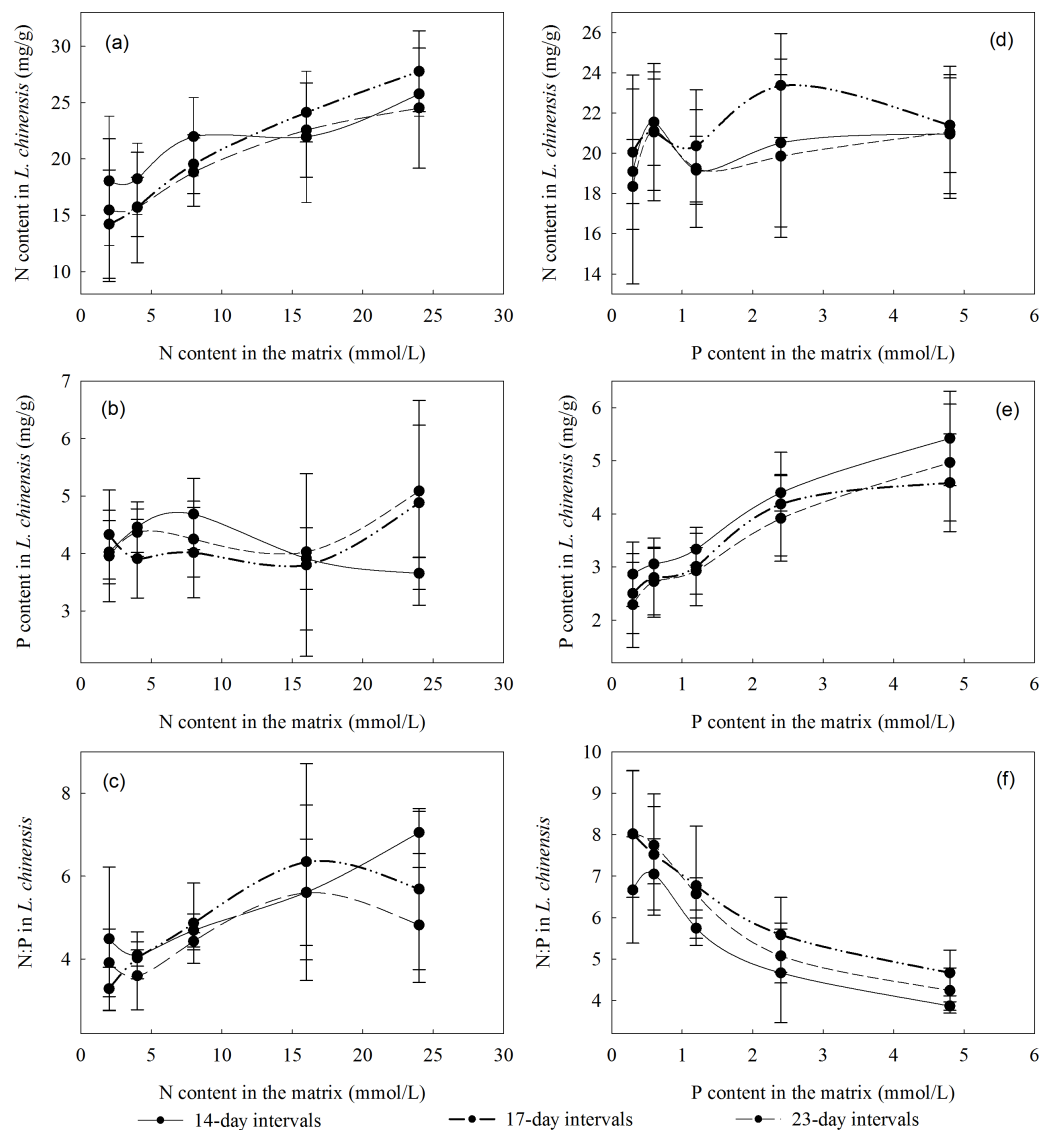 (a)
N content in L. chinensis (mg/g)
30
25
20
15
10
0 5 10 15 20 25 30
N content in the matrix (mmol/L)
(d)
N content in L. chinensis (mg/g)
26
24
22
20
18
16
14
0 1 2 3 4 5 6
P content in the matrix (mmol/L)
(b)
P content in L. chinensis (mg/g)
7
6
5
4
3
0 5 10 15 20 25 30
N content in the matrix (mmol/L)
(e)
P content in L. chinensis (mg/g)
6
5
4
3
2
0 1 2 3 4 5 6
P content in the matrix (mmol/L)
(c)
N:P in L. chinensis
8
6
4
0 5 10 15 20 25 30
N content in the matrix (mmol/L)
(f)
N:P in L. chinensis
10
9
8
7
6
5
4
0 1 2 3 4 5 6
P content in the matrix (mmol/L)
14-day intervals 17-day intervals 23-day intervals